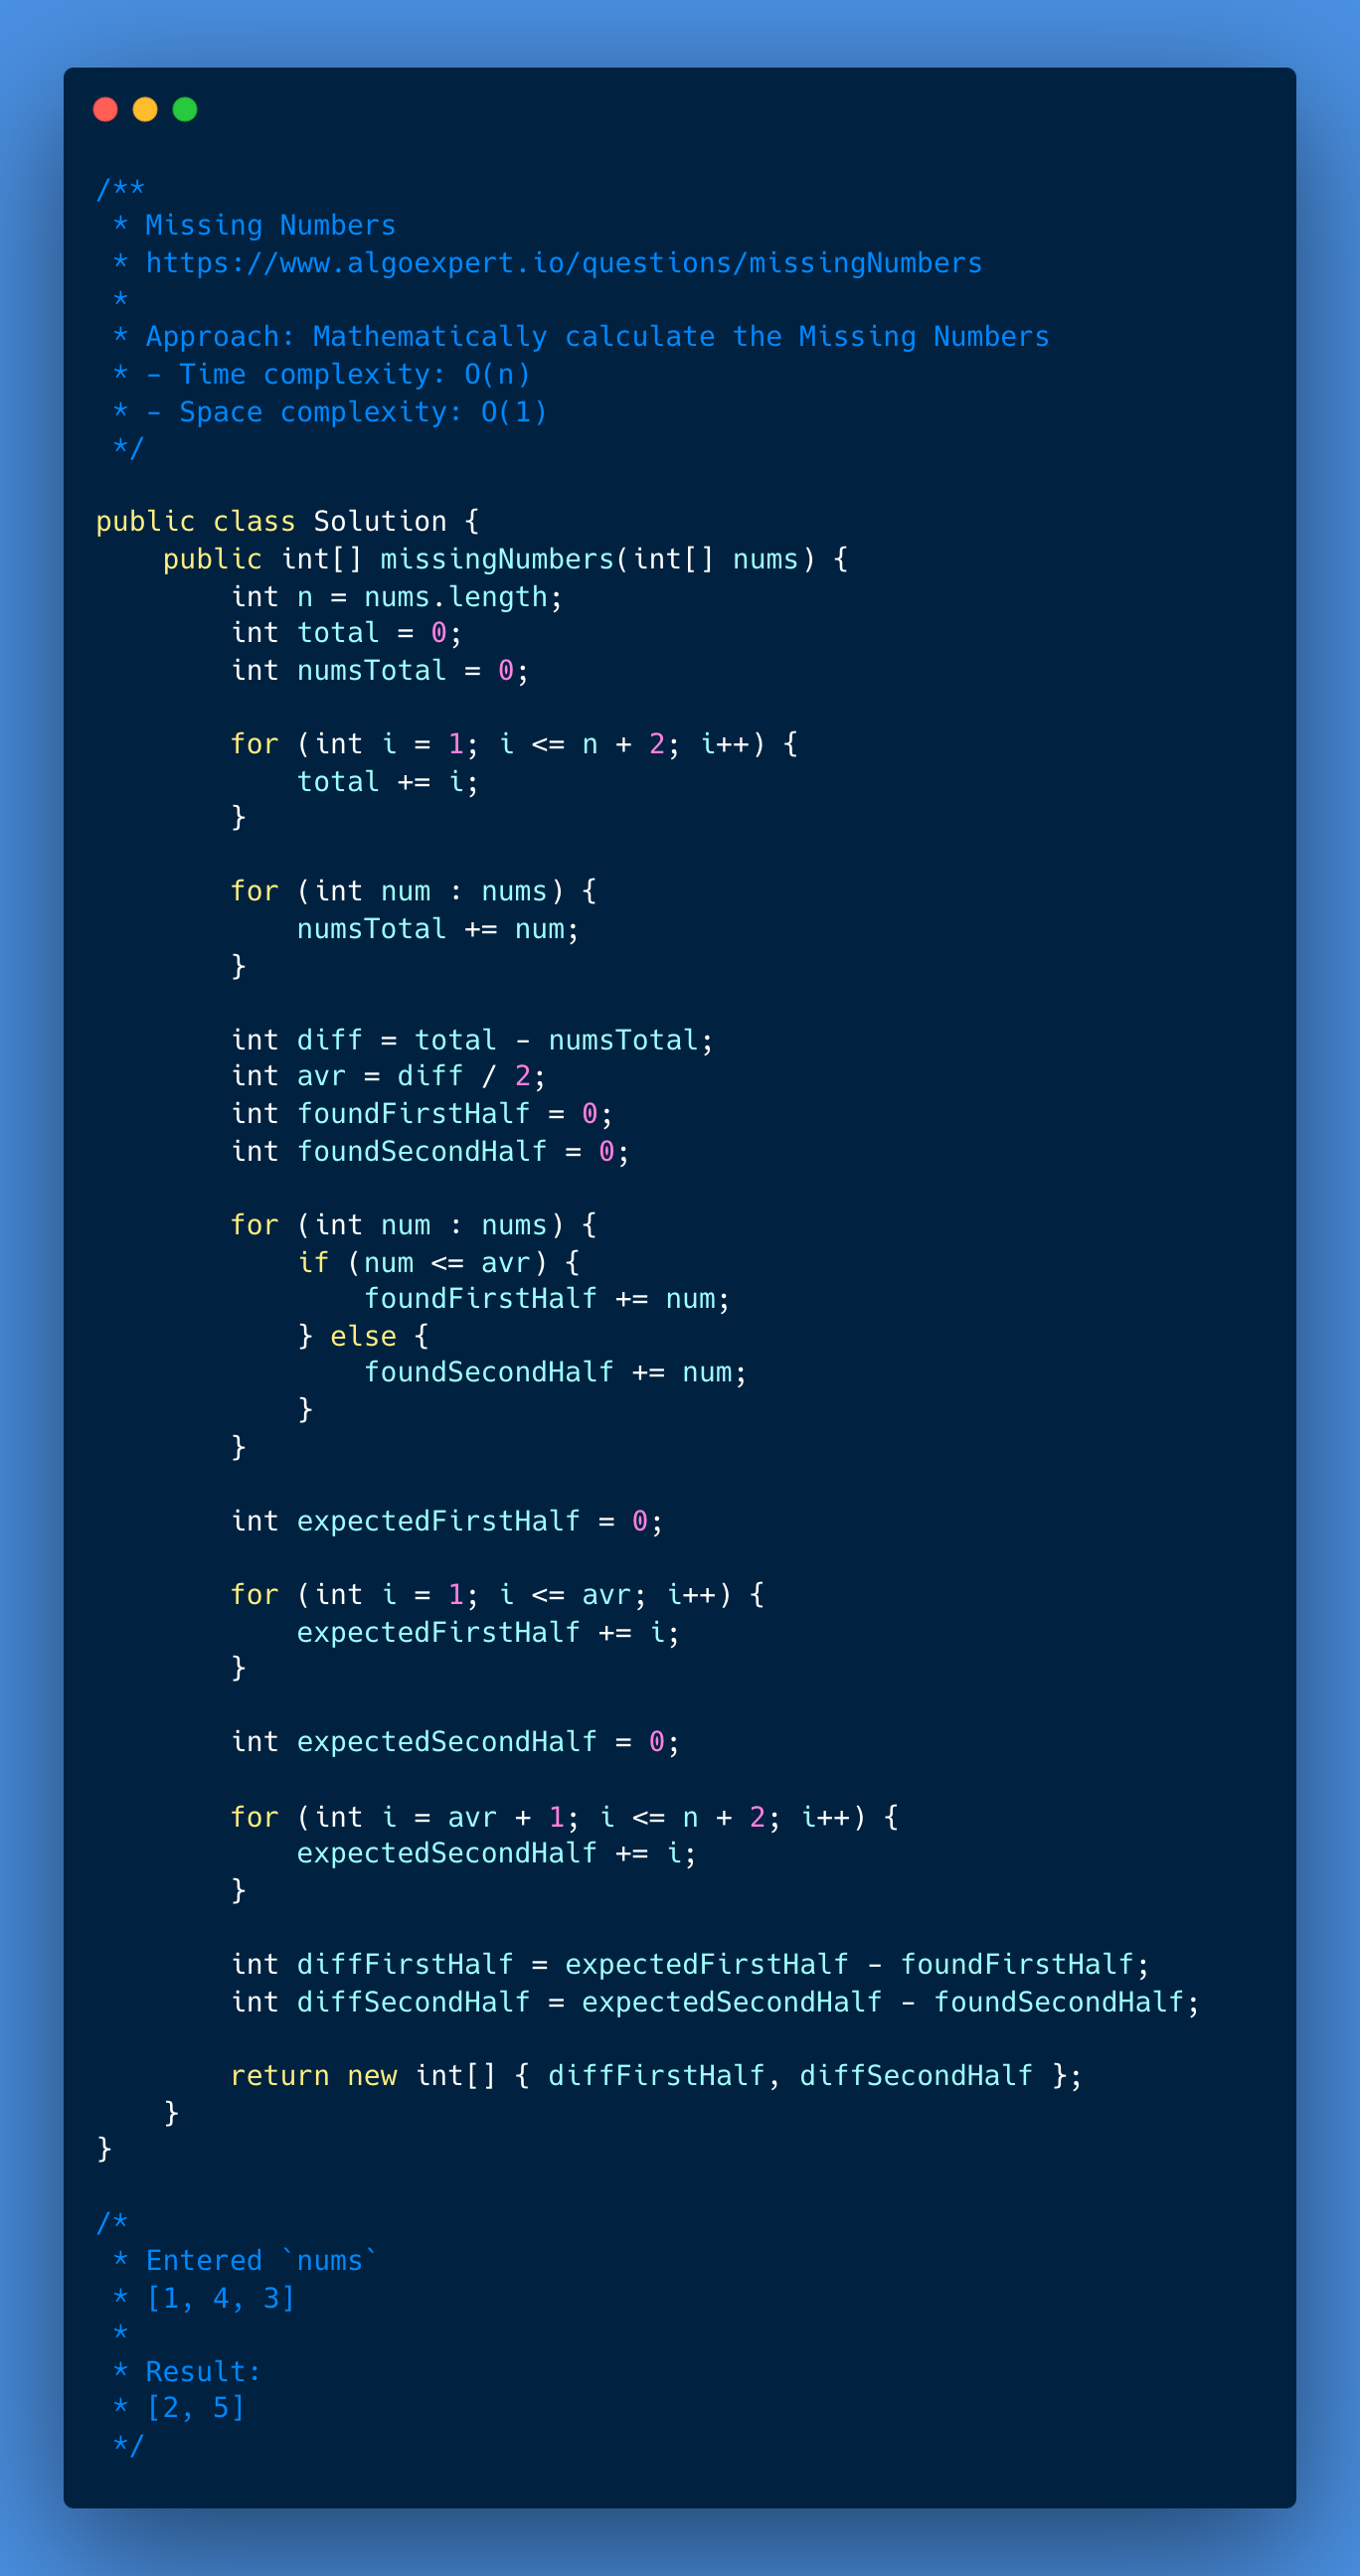 /**
 * Missing Numbers
 * https://www.algoexpert.io/questions/missingNumbers
 *
 * Approach: Mathematically calculate the Missing Numbers
 * - Time complexity: O(n)
 * - Space complexity: O(1)
 */
public class Solution {
    public int[] missingNumbers(int[] nums) {
        int n = nums.length;
        int total = 0;
        int numsTotal = 0;
        for (int i = 1; i <= n + 2; i++) {
            total += i;
        }
        for (int num : nums) {
            numsTotal += num;
        }
        int diff = total - numsTotal;
        int avr = diff / 2;
        int foundFirstHalf = 0;
        int foundSecondHalf = 0;
        for (int num : nums) {
            if (num <= avr) {
                foundFirstHalf += num;
            } else {
                foundSecondHalf += num;
            }
        }
        int expectedFirstHalf = 0;
        for (int i = 1; i <= avr; i++) {
            expectedFirstHalf += i;
        }
        int expectedSecondHalf = 0;
        for (int i = avr + 1; i <= n + 2; i++) {
            expectedSecondHalf += i;
        }
        int diffFirstHalf = expectedFirstHalf - foundFirstHalf;
        int diffSecondHalf = expectedSecondHalf - foundSecondHalf;
        return new int[] { diffFirstHalf, diffSecondHalf };
    }
}
/*
 * Entered `nums`
 * [1, 4, 3]
 *
 * Result:
 * [2, 5]
 */